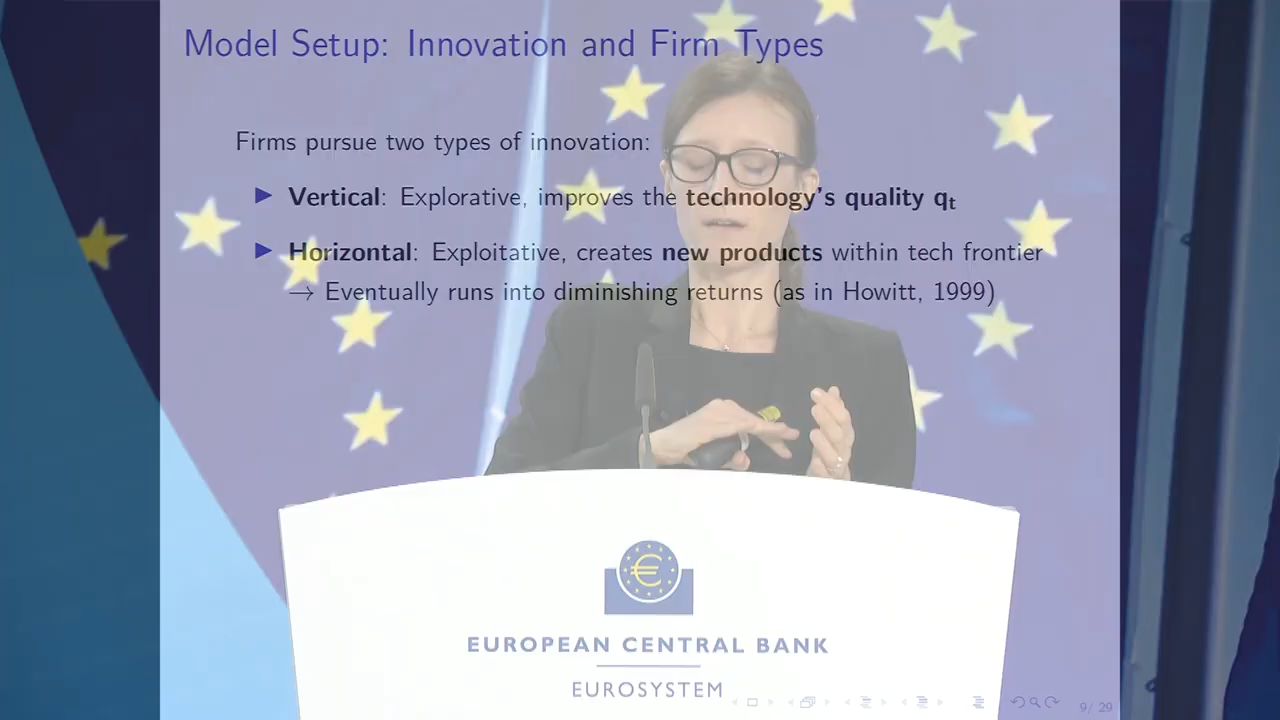 Model Setup: Innovation and Firm Types
Firms pursue two types of innovation:
▶ Vertical: Explorative, improves the technology's quality qt
▶ Horizontal: Exploitative, creates new products within tech frontier
→ Eventually runs into diminishing returns (as in Howitt, 1999)
EUROPEAN CENTRAL BANK
EUROSYSTEM
9/ 29